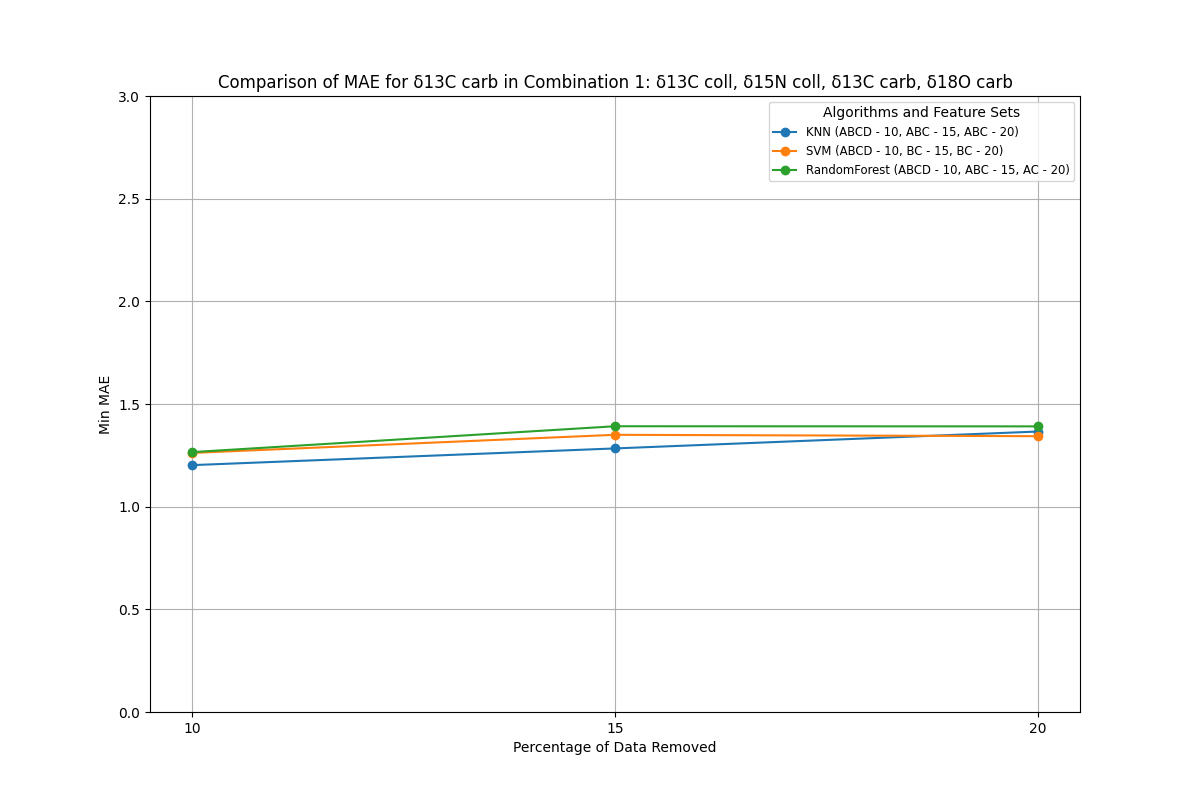 Comparison of MAE for δ13C carb in Combination 1: δ13C coll, δ15N coll, δ13C carb, δ18O carb
Algorithms and Feature Sets
KNN (ABCD - 10, ABC - 15, ABC - 20)
SVM (ABCD - 10, BC - 15, BC - 20)
RandomForest (ABCD - 10, ABC - 15, AC - 20)
Min MAE
3.0
2.5
2.0
1.5
1.0
0.5
0.0
10
15
20
Percentage of Data Removed